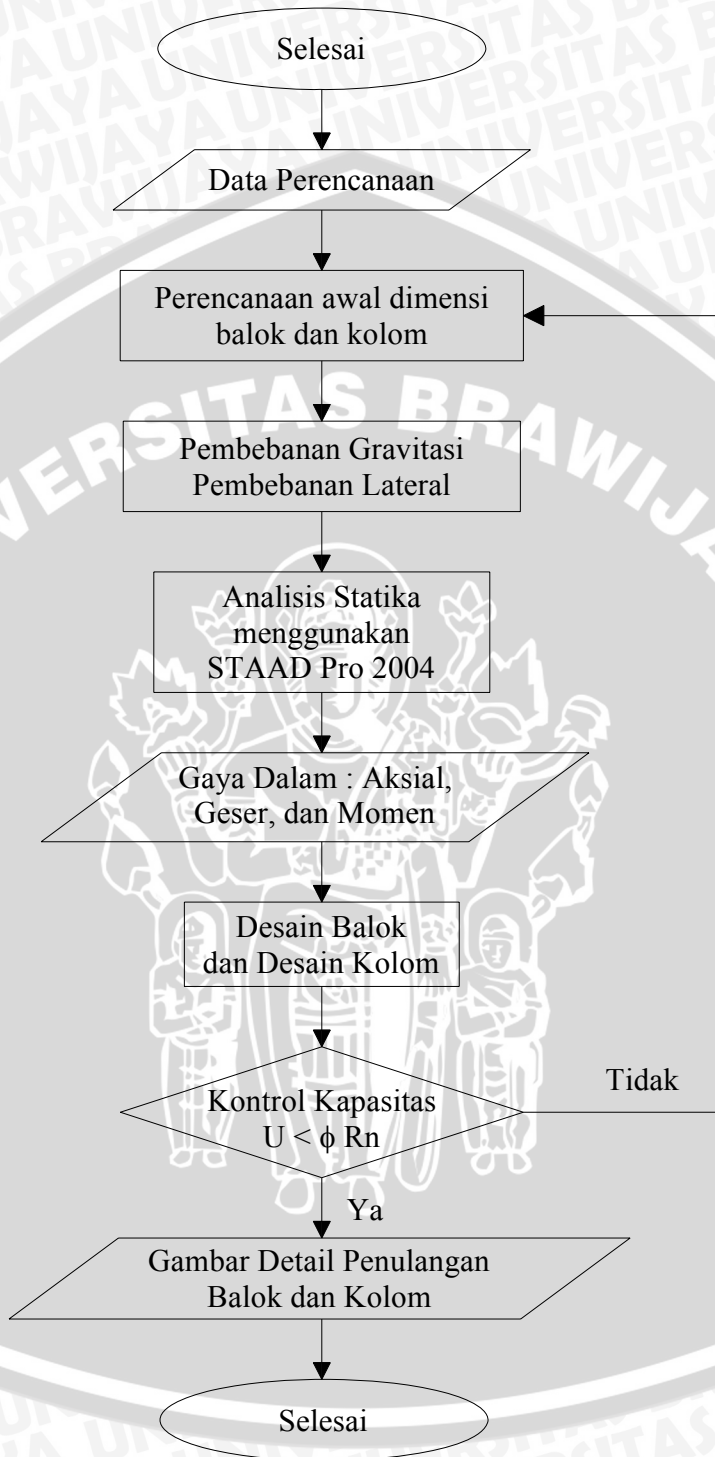 Selesai
Data Perencanaan
Perencanaan awal dimensi
balok dan kolom
Pembebanan Gravitasi
Pembebanan Lateral
Analisis Statika
menggunakan
STAAD Pro 2004
Gaya Dalam : Aksial,
Geser, dan Momen
Desain Balok
dan Desain Kolom
Kontrol Kapasitas
U < ϕ Rn
Tidak
Ya
Gambar Detail Penulangan
Balok dan Kolom
Selesai